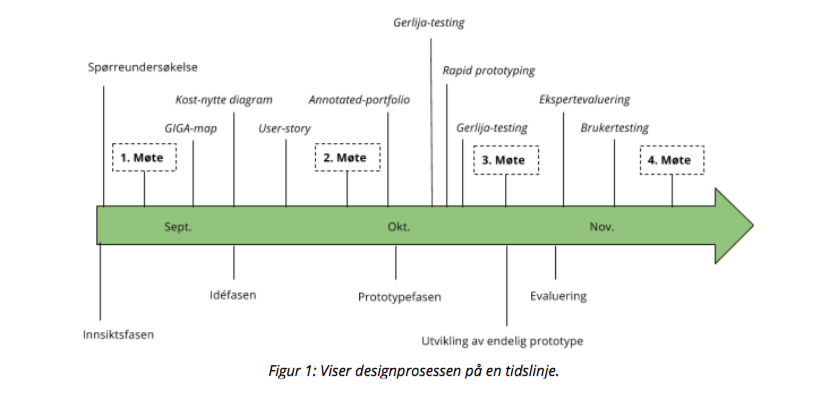 Gerlija-testing
Spørreundersøkelse
Rapid prototyping
Kost-nytte diagram
Annotated-portfolio
Ekspertevaluering
GIGA-map
User-story
Gerlija-testing
Brukertesting
1. Møte
2. Møte
3. Møte
4. Møte
Sept.
Okt.
Nov.
Idéfasen
Prototypefasen
Evaluering
Innsiktsfasen
Utvikling av endelig prototype
Figur 1: Viser designprosessen på en tidslinje.